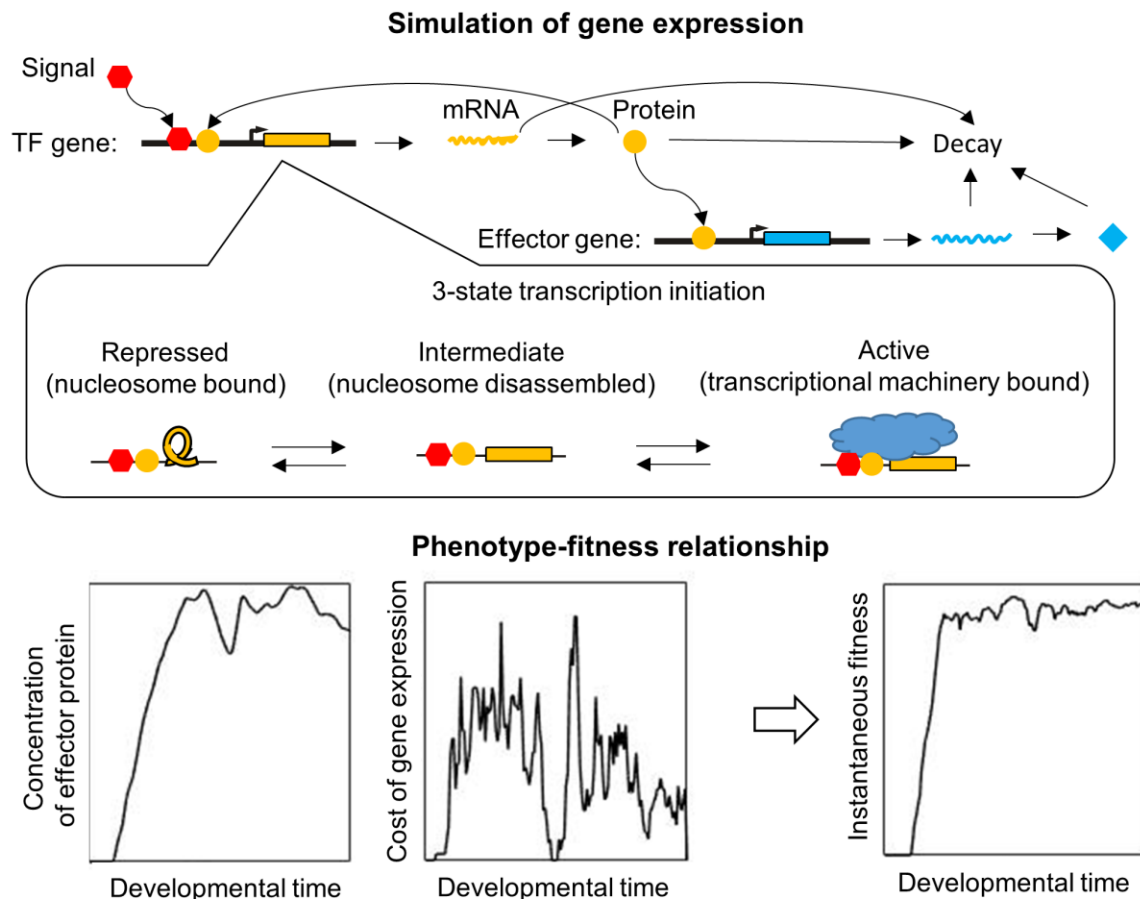 Simulation of gene expression
Signal
mRNA
Protein
TF gene:
Decay
Effector gene:
3-state transcription initiation
Repressed
(nucleosome bound)
Intermediate
(nucleosome disassembled)
Active
(transcriptional machinery bound)
Phenotype-fitness relationship
Concentration
of effector protein
Developmental time
Cost of gene expression
Developmental time
Instantaneous fitness
Developmental time